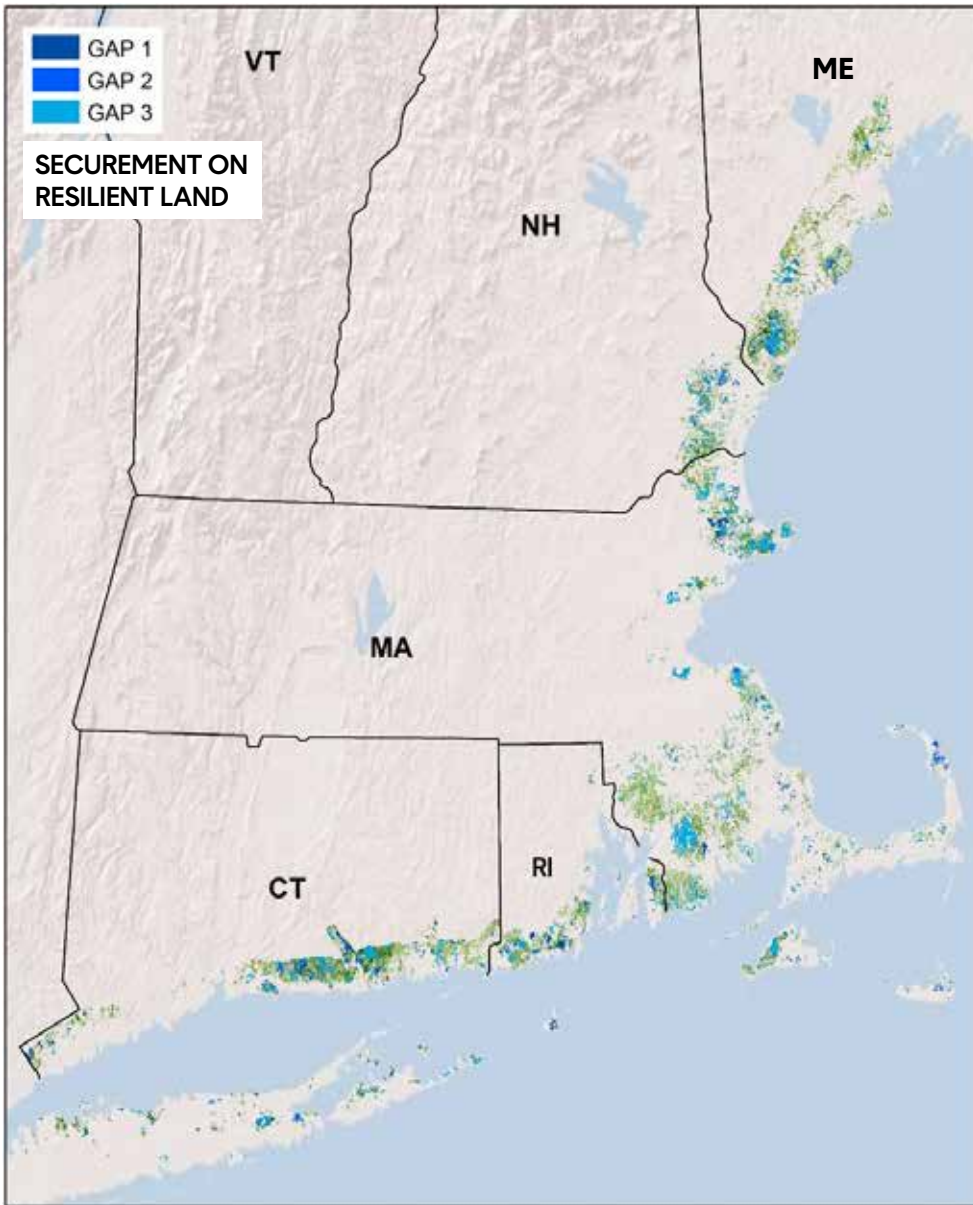 GAP 1
GAP 2
GAP 3
SECUREMENT ON
RESILIENT LAND
VT
ME
NH
MA
CT
RI